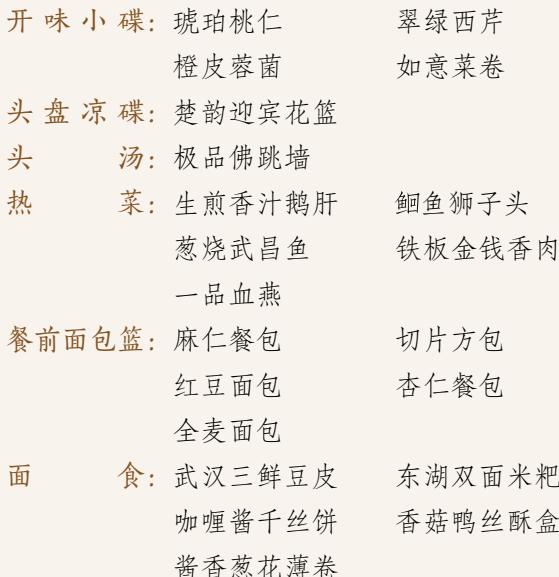 开味小碟：琥珀桃仁 翠绿西芹
橙皮蓉菌 如意菜卷
头盘凉碟：楚韵迎宾花篮
头汤：极品佛跳墙
热菜：生煎香汁鹅肝 鮰鱼狮子头
葱烧武昌鱼 铁板金钱香肉
一品血燕
餐前面包篮：麻仁餐包 切片方包
红豆面包 杏仁餐包
全麦面包
面食：武汉三鲜豆皮 东湖双面米粑
咖喱酱千丝饼 香菇鸭丝酥盒
酱香葱花薄卷